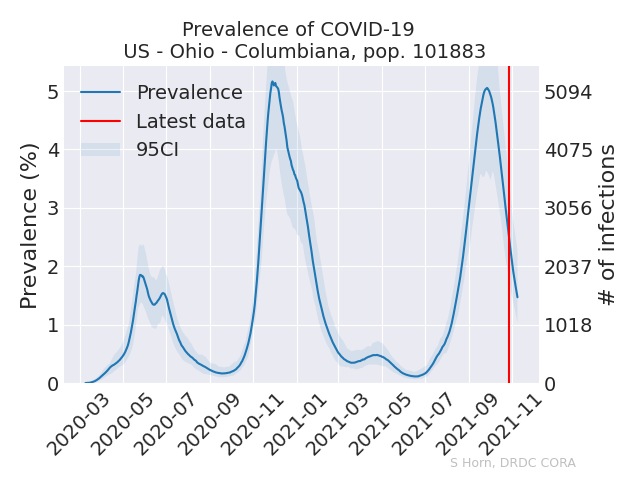 Prevalence of COVID-19
US - Ohio - Columbiana, pop. 101883
Prevalence
Latest data
95CI
Prevalence (%)
5
4
3
2
1
0
5094
4075
3056
2037
1018
0
# of infections
2020-03
2020-05
2020-07
2020-09
2020-11
2021-01
2021-03
2021-05
2021-07
2021-09
2021-11
S Horn, DRDC CORA